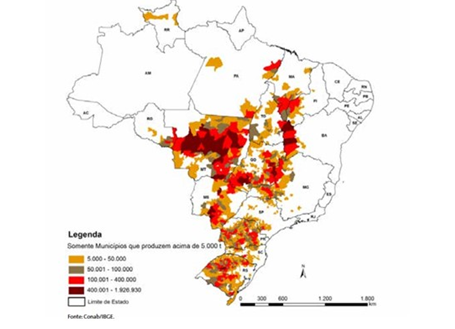 RR
AP
AM
PA
MA
CE
RN
PB
PE
PI
AC
RO
TO
BA
MT
GO
MG
ES
SP
RJ
MS
PR
SC
RS
Legenda
Somente Municípios que produzem acima de 5.000 t
5.000 - 50.000
50.001 - 100.000
100.001 - 400.000
400.001 - 1.926.930
Limite de Estado
N
0 300 600 1.200 1.800
km
Fonte: Conab/IBGE.